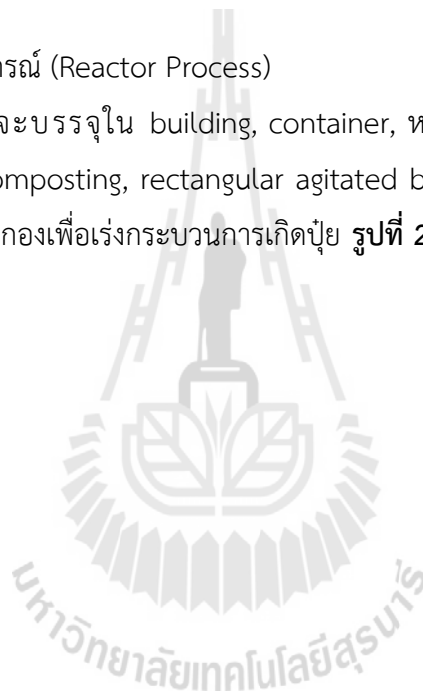 รณ์ (Reactor Process)
จะบรรจุใน building, container, ห
omposting, rectangular agitated b
กองเพื่อเร่งกระบวนการเกิดปุ๋ย รูปที่ 2
มหาวิทยาลัยเทคโนโลยีสุรนารี